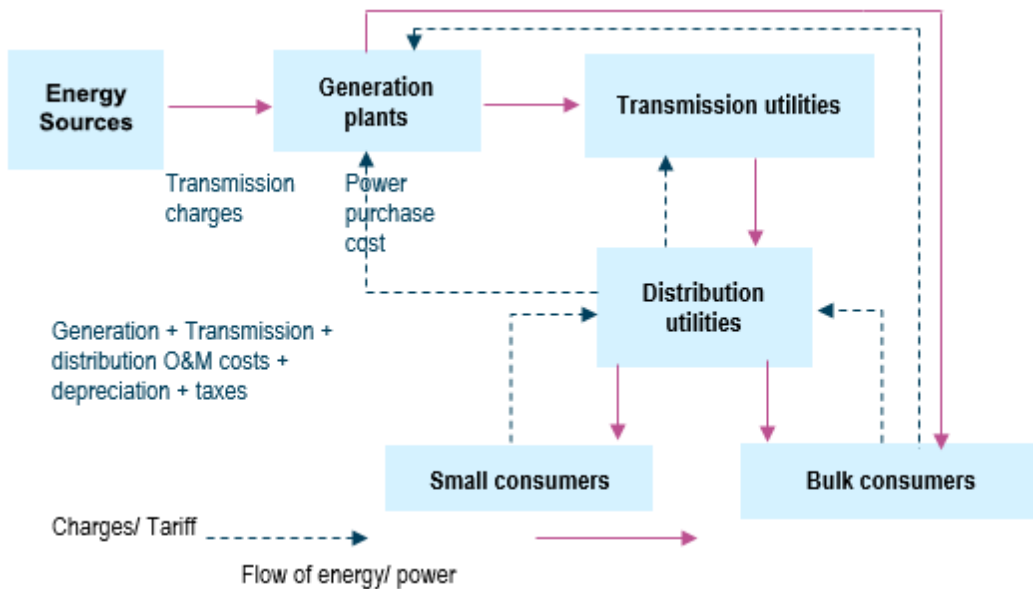 Energy
Sources
Generation
plants
Transmission utilities
Transmission
charges
Power
purchase
cost
Distribution
utilities
Generation + Transmission +
distribution O&M costs +
depreciation + taxes
Small consumers
Bulk consumers
Charges/ Tariff
Flow of energy/ power